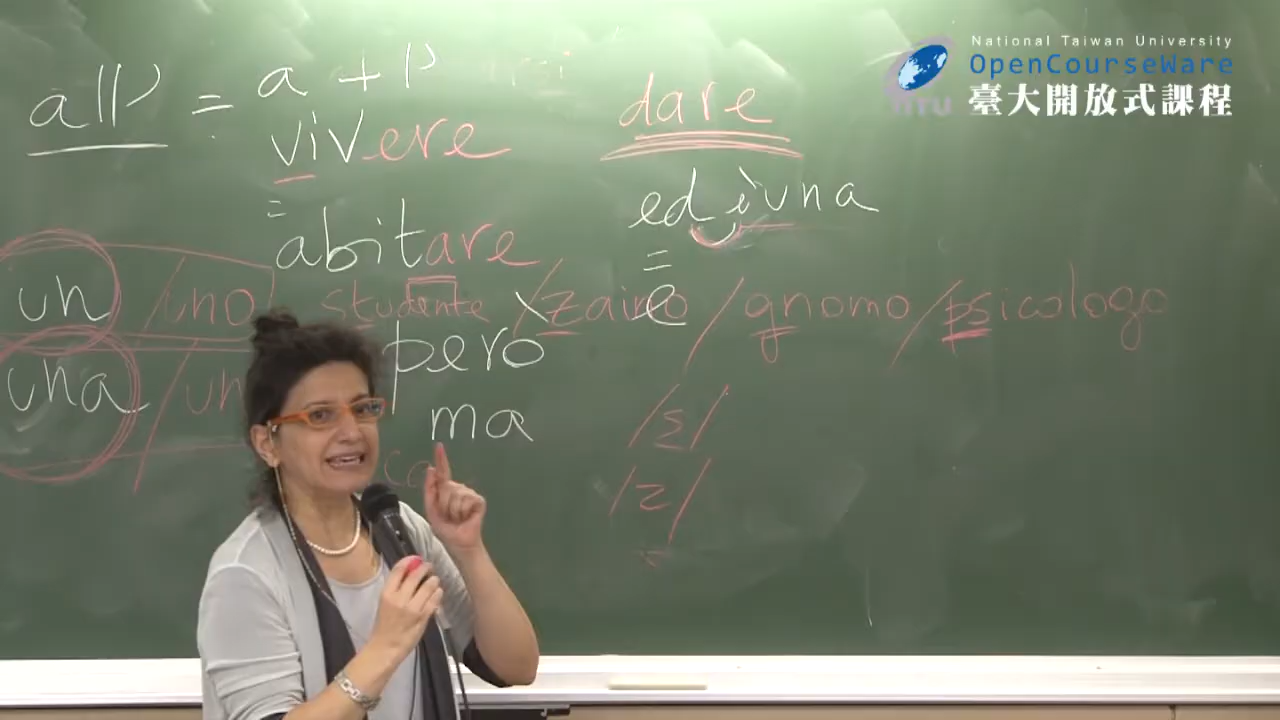 National Taiwan University
OpenCourseWare
臺大開放式課程
all' = a + l'
dare
vivere
ed è una
=
abitare
=
e
un / uno studente / zaino / gnomo / psicologo
però
una / un
ma
/s/
/z/